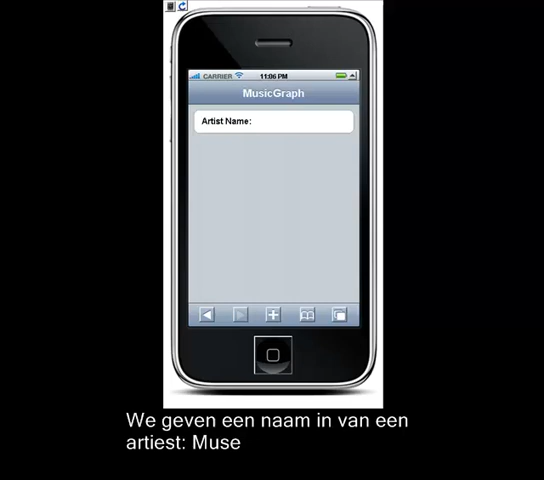 CARRIER 11:06 PM
MusicGraph
Artist Name:
We geven een naam in van een
artiest: Muse